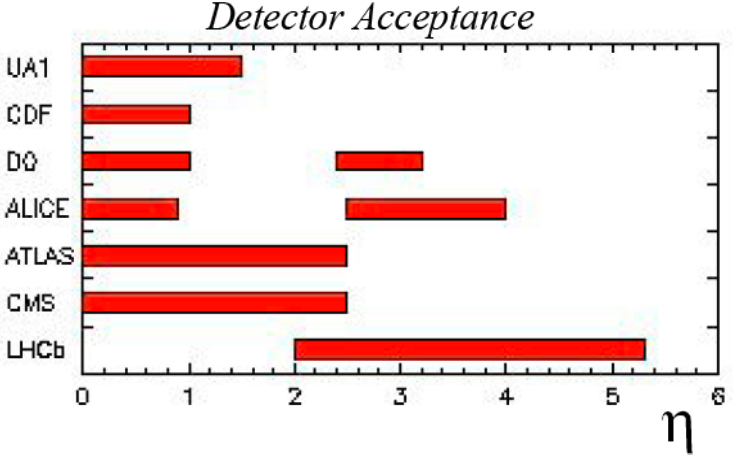 Detector Acceptance
UA1
CDF
D0
ALICE
ATLAS
CMS
LHCb
0 1 2 3 4 5 6
η